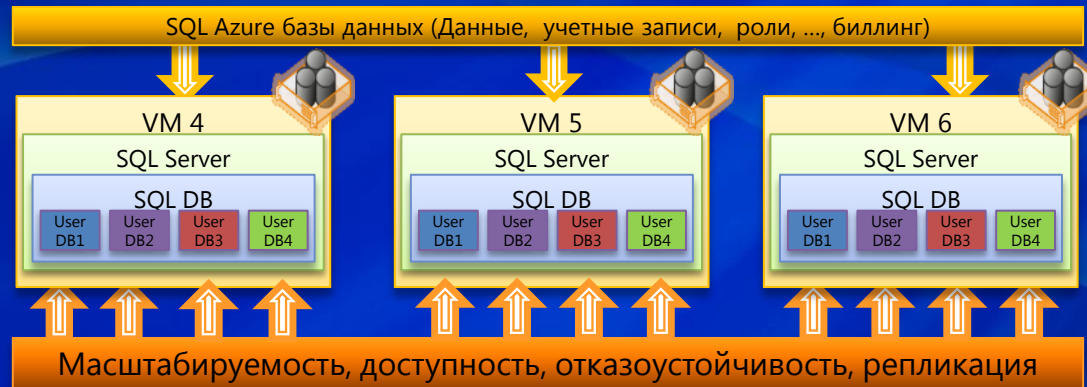 SQL Azure базы данных (Данные, учетные записи, роли, ..., биллинг)
VM 4
SQL Server
SQL DB
User DB1
User DB2
User DB3
User DB4
VM 5
SQL Server
SQL DB
User DB1
User DB2
User DB3
User DB4
VM 6
SQL Server
SQL DB
User DB1
User DB2
User DB3
User DB4
Масштабируемость, доступность, отказоустойчивость, репликация